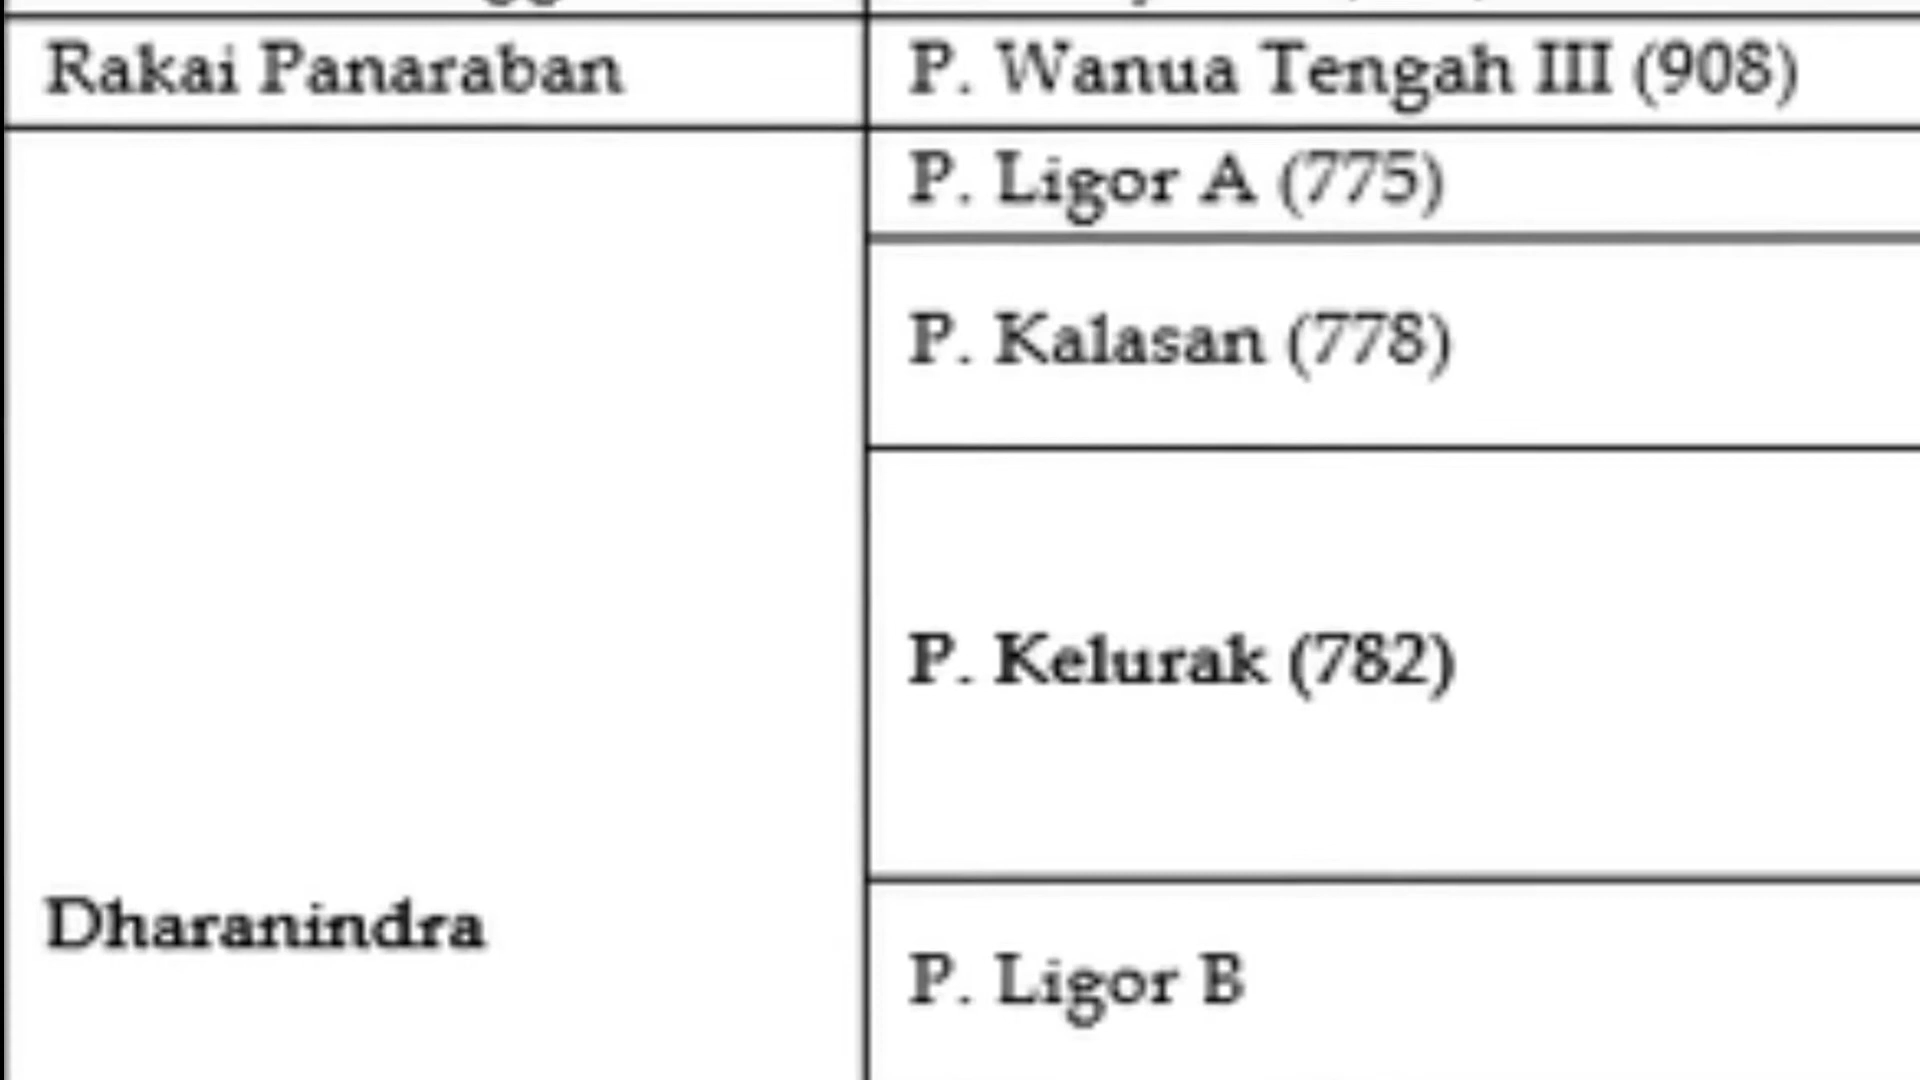 Rakai Panaraban
P. Wanua Tengah III (908)
P. Ligor A (775)
P. Kalasan (778)
P. Kelurak (782)
Dharanindra
P. Ligor B